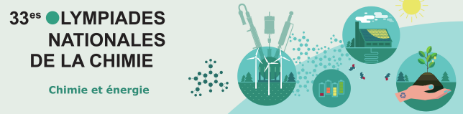 33es OLYMPIADES
NATIONALES
DE LA CHIMIE
Chimie et énergie